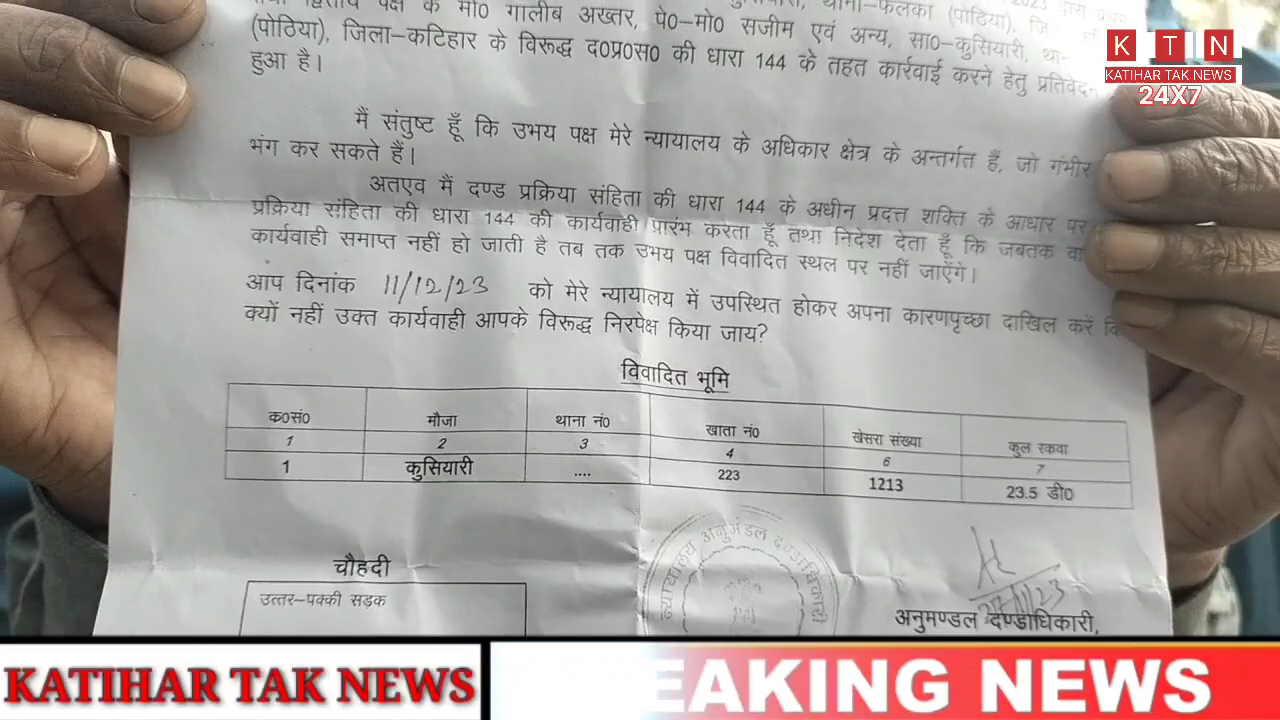 द्वितीय पक्ष के मो0 गालीब अख्तर, पे0–मो0 सजीम एवं अन्य, सा0–कुसियारी, था–
(पोठिया), जिला–कटिहार के विरूद्ध द0प्र0स0 की धारा 144 के तहत कार्रवाई करने हेतु प्रतिवेदन
हुआ है।
K T N
KATIHAR TAK NEWS
24X7
मैं संतुष्ट हूँ कि उभय पक्ष मेरे न्यायालय के अधिकार क्षेत्र के अन्तर्गत हैं, जो गंभीर
भंग कर सकते हैं।
अतएव मैं दण्ड प्रक्रिया संहिता की धारा 144 के अधीन प्रदत्त शक्ति के आधार पर
प्रक्रिया संहिता की धारा 144 की कार्यवाही प्रारंभ करता हूँ तथा निदेश देता हूँ कि जबतक वा
कार्यवाही समाप्त नहीं हो जाती है तब तक उभय पक्ष विवादित स्थल पर नहीं जाऐंगे।
आप दिनांक 11/12/23 को मेरे न्यायालय में उपस्थित होकर अपना कारणपृच्छा दाखिल करें कि
क्यों नहीं उक्त कार्यवाही आपके विरूद्ध निरपेक्ष किया जाय?
विवादित भूमि
क0सं0 मौजा थाना नं0 खाता नं0 खेसरा संख्या कुल रकवा
1 2 3 4 6 7
1 कुसियारी .... 223 1213 23.5 डी0
चौहदी
उत्तर–पक्की सड़क
न्यायालय अनुमंडल दण्डाधिकारी
अनुमण्डल दण्डाधिकारी,
KATIHAR TAK NEWS
EAKING NEWS